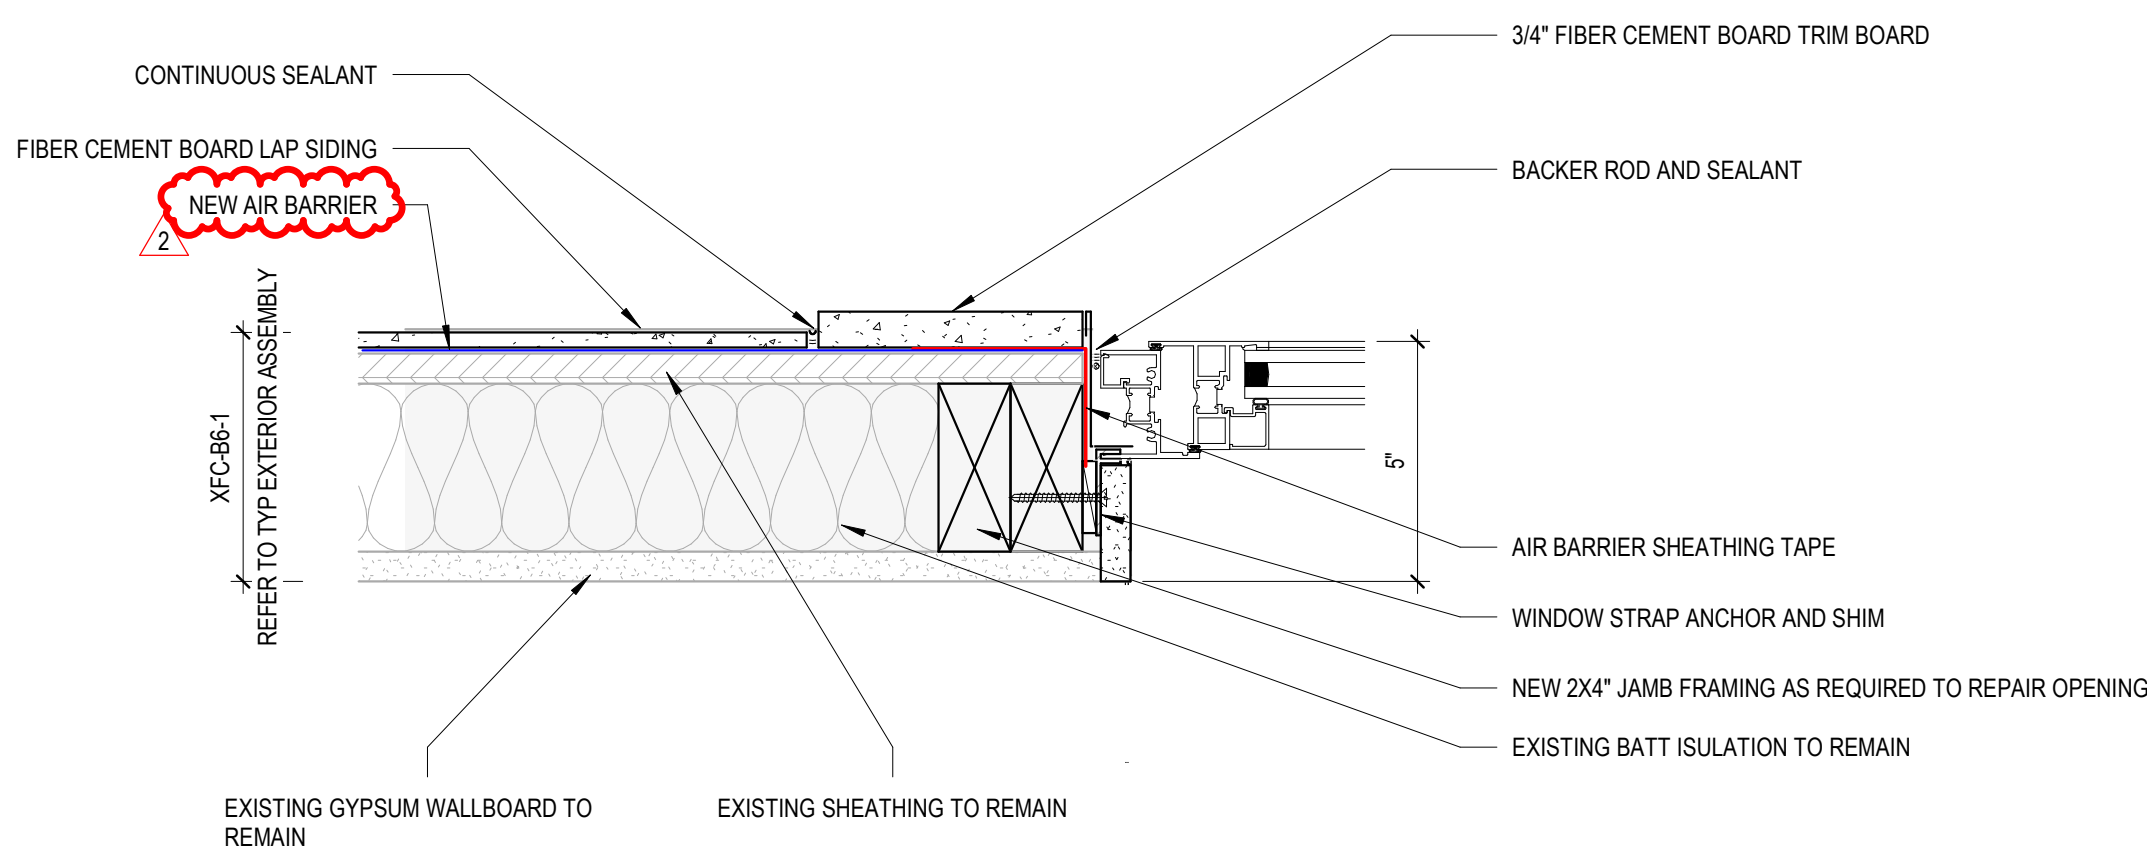 3/4" FIBER CEMENT BOARD TRIM BOARD
CONTINUOUS SEALANT
FIBER CEMENT BOARD LAP SIDING
BACKER ROD AND SEALANT
NEW AIR BARRIER
2
XFC-B6-1
REFER TO TYP EXTERIOR ASSEMBLY
5"
AIR BARRIER SHEATHING TAPE
WINDOW STRAP ANCHOR AND SHIM
NEW 2X4" JAMB FRAMING AS REQUIRED TO REPAIR OPENING
EXISTING BATT ISULATION TO REMAIN
EXISTING GYPSUM WALLBOARD TO
REMAIN
EXISTING SHEATHING TO REMAIN